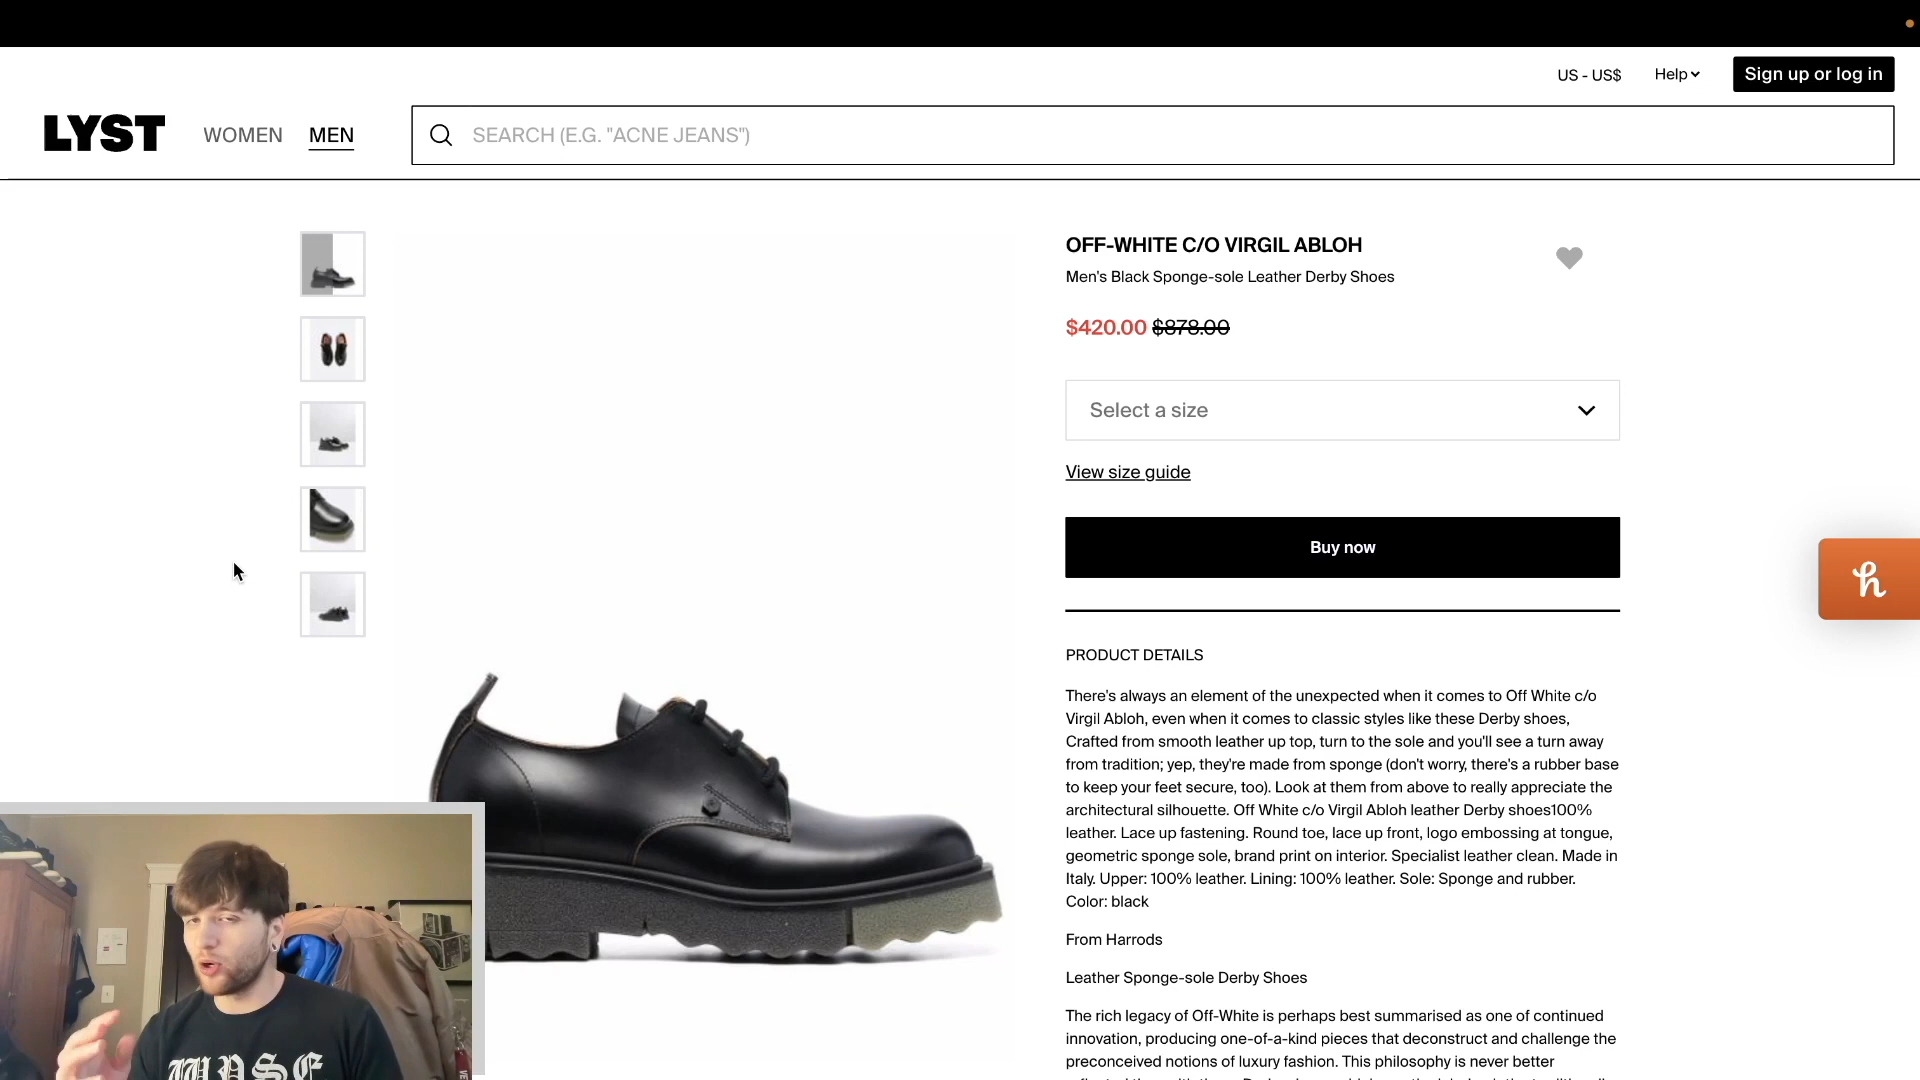 US - US$
Help
Sign up or log in
LYST
WOMEN
MEN
SEARCH (E.G. "ACNE JEANS")
OFF-WHITE C/O VIRGIL ABLOH
Men's Black Sponge-sole Leather Derby Shoes
$420.00 $878.00
Select a size
View size guide
Buy now
PRODUCT DETAILS
There's always an element of the unexpected when it comes to Off White c/o
Virgil Abloh, even when it comes to classic styles like these Derby shoes,
Crafted from smooth leather up top, turn to the sole and you'll see a turn away
from tradition; yep, they're made from sponge (don't worry, there's a rubber base
to keep your feet secure, too). Look at them from above to really appreciate the
architectural silhouette. Off White c/o Virgil Abloh leather Derby shoes100%
leather. Lace up fastening. Round toe, lace up front, logo embossing at tongue,
geometric sponge sole, brand print on interior. Specialist leather clean. Made in
Italy. Upper: 100% leather. Lining: 100% leather. Sole: Sponge and rubber.
Color: black
From Harrods
Leather Sponge-sole Derby Shoes
The rich legacy of Off-White is perhaps best summarised as one of continued
innovation, producing one-of-a-kind pieces that deconstruct and challenge the
preconceived notions of luxury fashion. This philosophy is never better